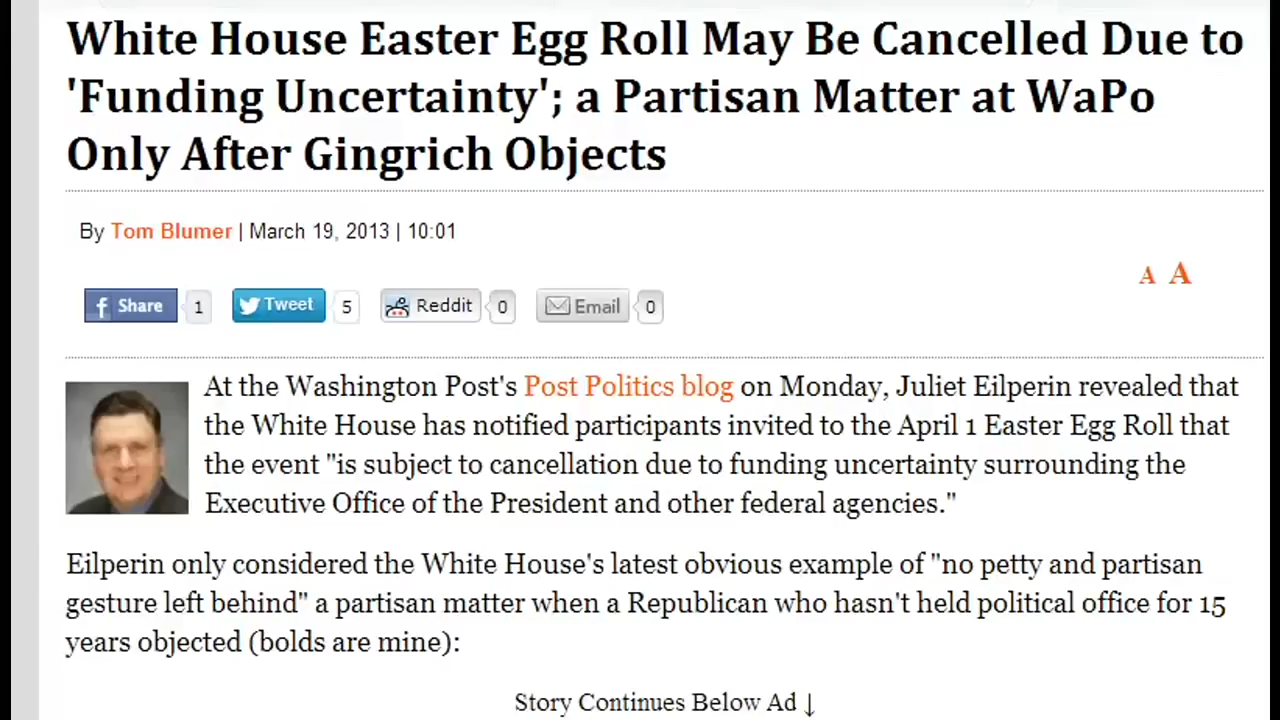 White House Easter Egg Roll May Be Cancelled Due to
'Funding Uncertainty'; a Partisan Matter at WaPo
Only After Gingrich Objects
By Tom Blumer | March 19, 2013 | 10:01
A A
f Share 1 Tweet 5 Reddit 0 Email 0
At the Washington Post's Post Politics blog on Monday, Juliet Eilperin revealed that
the White House has notified participants invited to the April 1 Easter Egg Roll that
the event "is subject to cancellation due to funding uncertainty surrounding the
Executive Office of the President and other federal agencies."
Eilperin only considered the White House's latest obvious example of "no petty and partisan
gesture left behind" a partisan matter when a Republican who hasn't held political office for 15
years objected (bolds are mine):
Story Continues Below Ad ↓